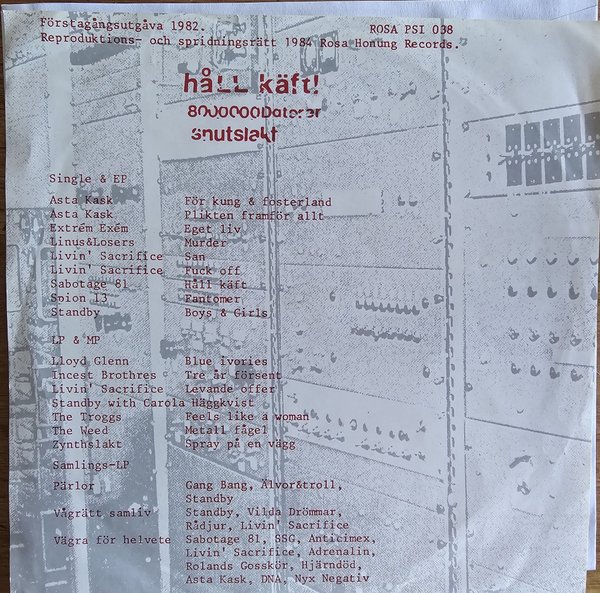 Förstagångsutgåva 1982. ROSA PSI 038
Reproduktions- och spridningsrätt 1984 Rosa Honung Records.
håll käft!
8000000Datorer
snutslakt
Single & EP
Asta Kask För kung & fosterland
Asta Kask Plikten framför allt
Extrem Exem Eget liv
Linus&Losers Murder
Livin' Sacrifice San
Livin' Sacrifice Fuck off
Sabotage 81 Håll käft
Spion 13 Fantomer
Standby Boys & Girls
LP & MP
Lloyd Glenn Blue Ivories
Incest Brothres Tre år försent
Livin' Sacrifice Levande offer
Standby with Carola Häggkvist
The Troggs Feels like a woman
The Weed Metall fågel
Zynthslakt Spray på en vägg
Samlings-LP
Pärlor Gang Bang, Älvor&troll,
Standby
Vågrätt samliv Standby, Vilda Drömmar,
Rådjur, Livin' Sacrifice
Vägra för helvete Sabotage 81, SSG, Anticimex,
Livin' Sacrifice, Adrenalin,
Rolands Gosskör, Hjärndöd,
Asta Kask, DNA, Nyx Negativ